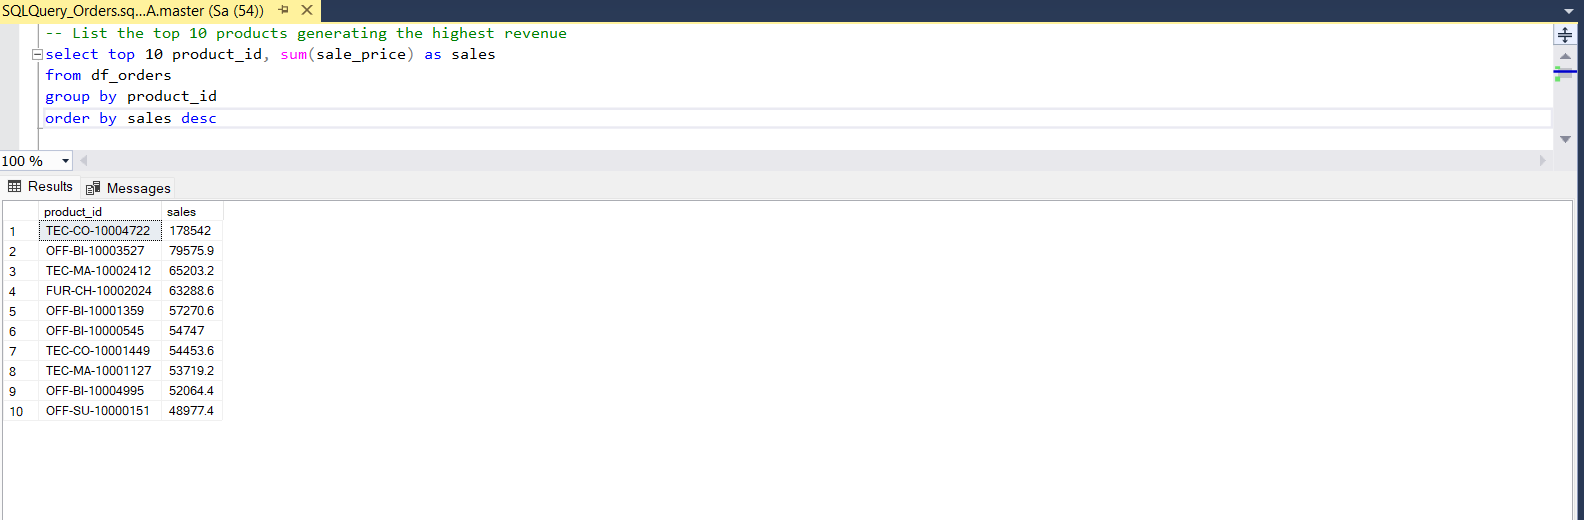 SQLQuery_Orders.sq...A.master (Sa (54))
-- List the top 10 products generating the highest revenue
select top 10 product_id, sum(sale_price) as sales
from df_orders
group by product_id
order by sales desc
100 %
Results Messages
product_id sales
1 TEC-CO-10004722 178542
2 OFF-BI-10003527 79575.9
3 TEC-MA-10002412 65203.2
4 FUR-CH-10002024 63288.6
5 OFF-BI-10001359 57270.6
6 OFF-BI-10000545 54747
7 TEC-CO-10001449 54453.6
8 TEC-MA-10001127 53719.2
9 OFF-BI-10004995 52064.4
10 OFF-SU-10000151 48977.4